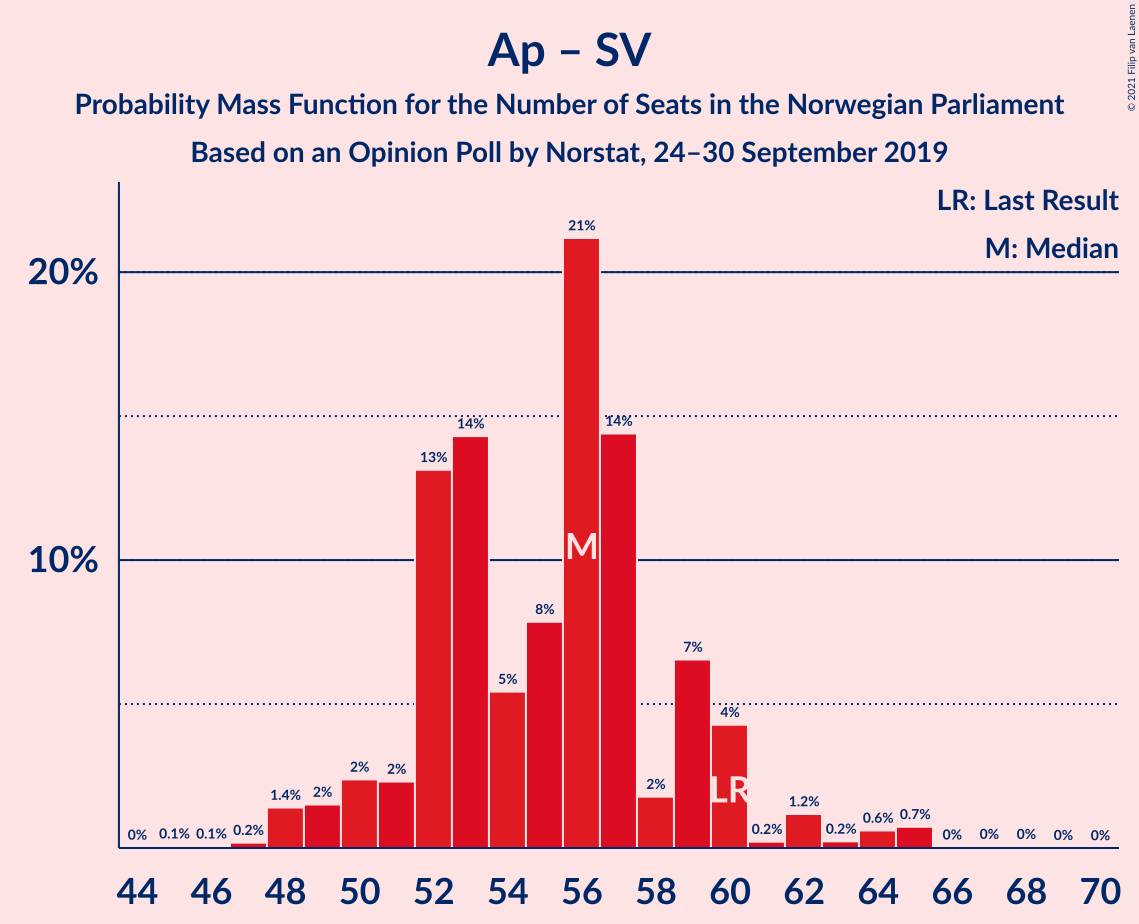 Ap – SV
Probability Mass Function for the Number of Seats in the Norwegian Parliament
Based on an Opinion Poll by Norstat, 24–30 September 2019
© 2021 Filip van Laenen
LR: Last Result
M: Median
20%
10%
0% 0.1% 0.1% 0.2% 1.4% 2% 2% 2% 13% 14% 5% 8% 21% 14% 2% 7% 4% 0.2% 1.2% 0.2% 0.6% 0.7% 0% 0% 0% 0% 0%
M
LR
44 46 48 50 52 54 56 58 60 62 64 66 68 70